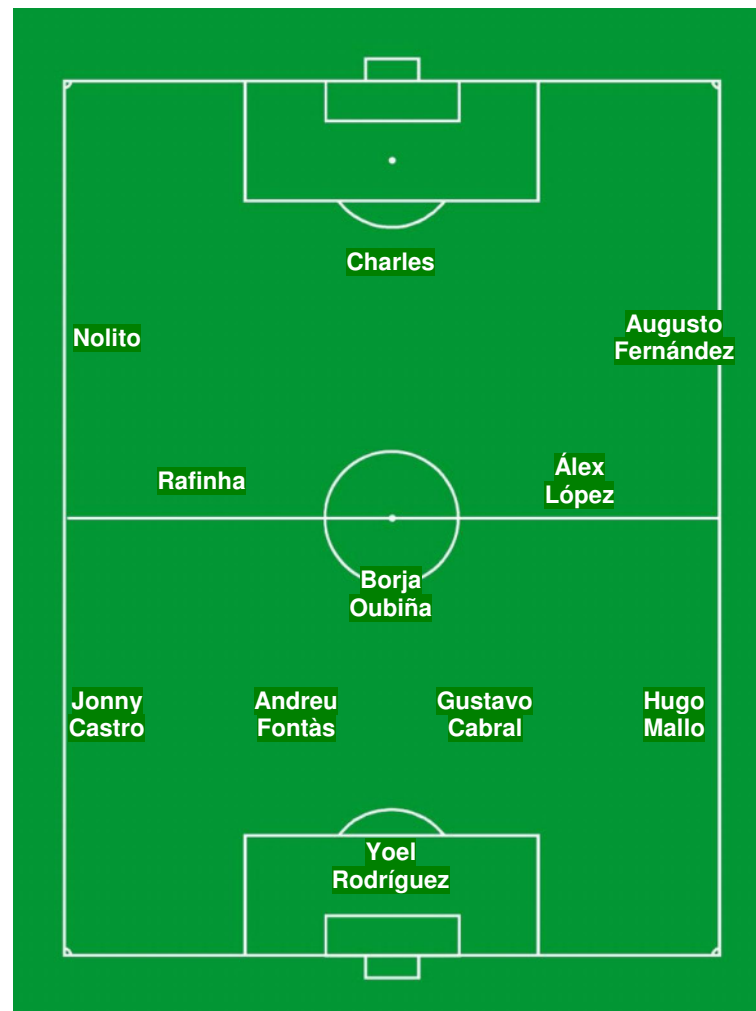 Charles
Nolito
Augusto
Fernández
Rafinha
Álex
López
Borja
Oubiña
Jonny
Castro
Andreu
Fontàs
Gustavo
Cabral
Hugo
Mallo
Yoel
Rodríguez